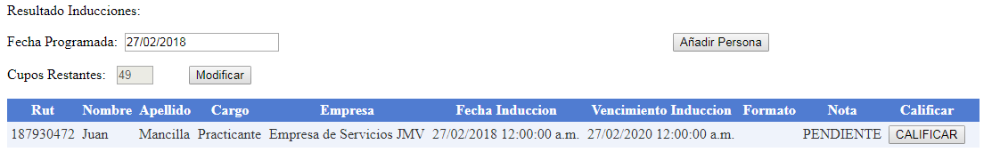 Resultado Inducciones:
Fecha Programada: 27/02/2018 Añadir Persona
Cupos Restantes: 49 Modificar
Rut Nombre Apellido Cargo Empresa Fecha Induccion Vencimiento Induccion Formato Nota Calificar
187930472 Juan Mancilla Practicante Empresa de Servicios JMV 27/02/2018 12:00:00 a.m. 27/02/2020 12:00:00 a.m. PENDIENTE CALIFICAR